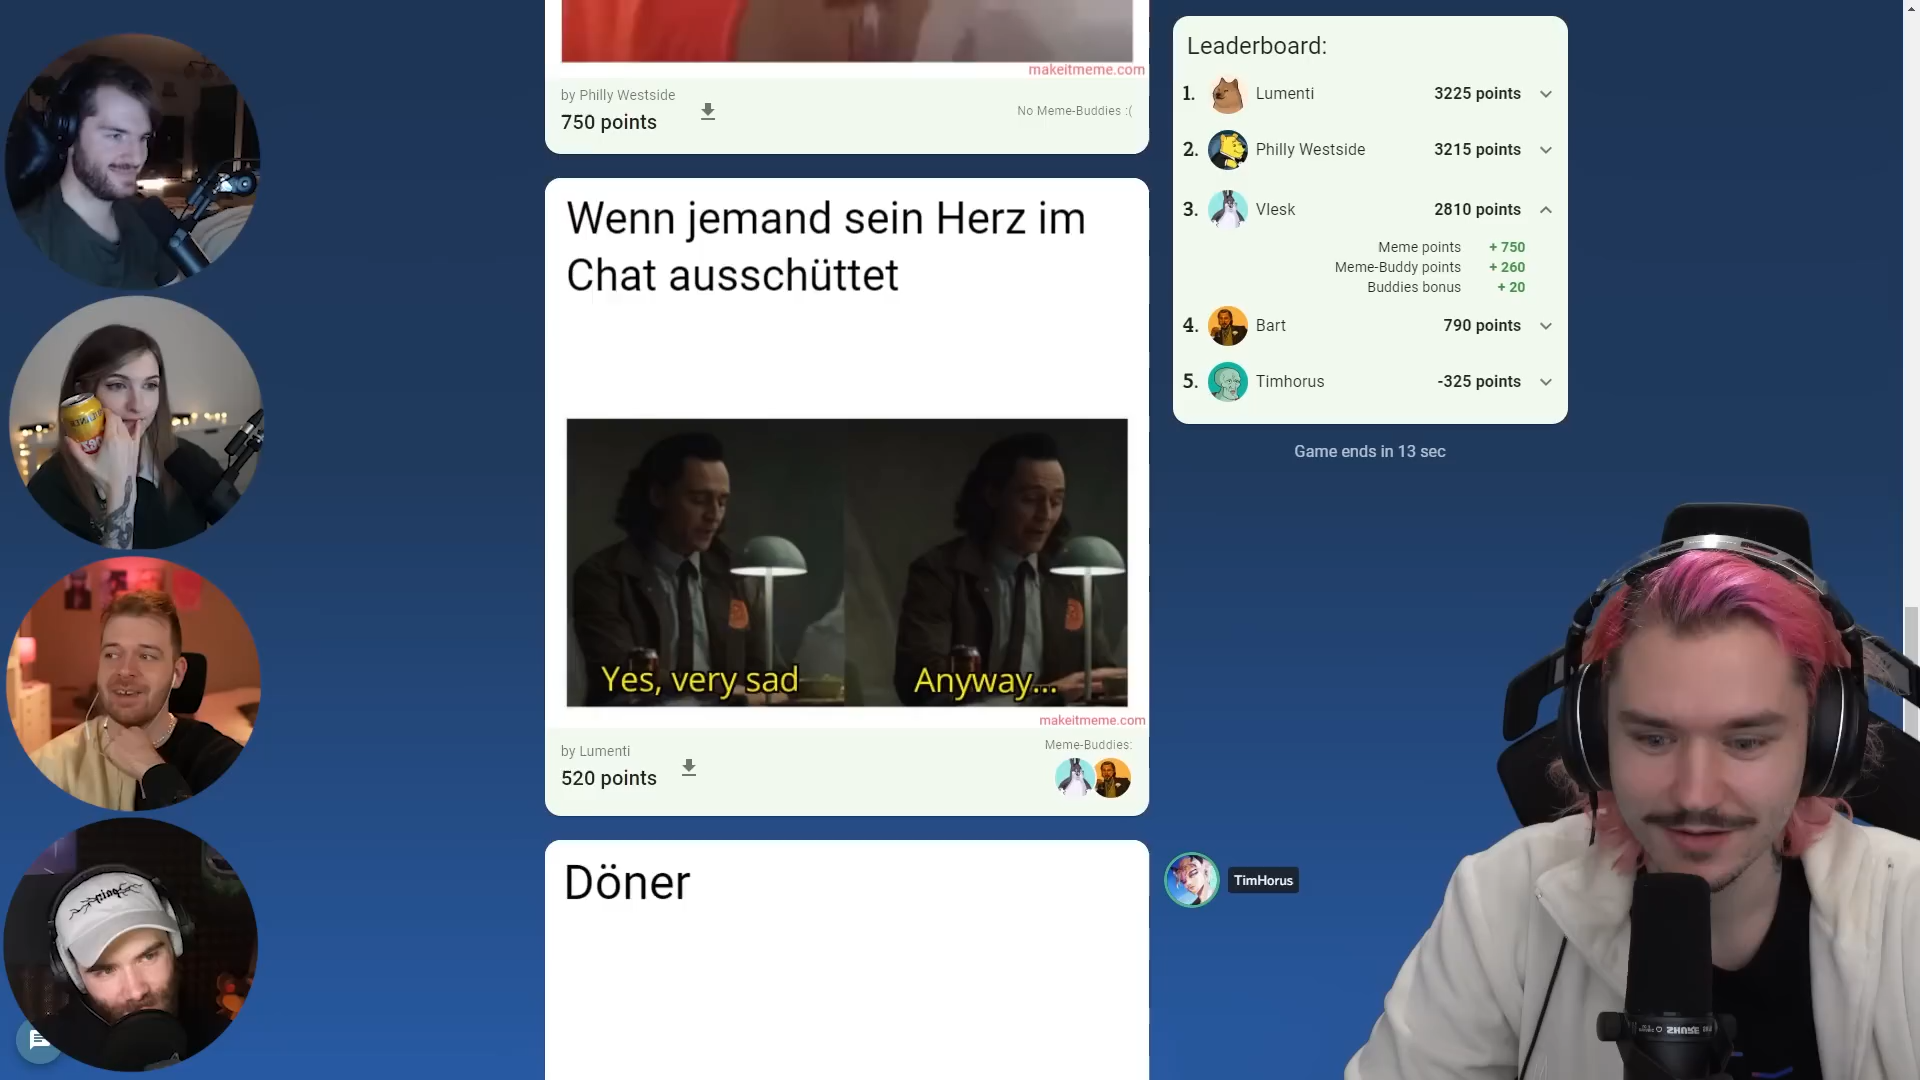 makeitmeme.com
by Philly Westside
750 points
No Meme-Buddies :(
Wenn jemand sein Herz im
Chat ausschüttet
Yes, very sad
Anyway...
makeitmeme.com
by Lumenti
520 points
Meme-Buddies:
Döner
Leaderboard:
1. Lumenti 3225 points
2. Philly Westside 3215 points
3. Vlesk 2810 points
Meme points + 750
Meme-Buddy points + 260
Buddies bonus + 20
4. Bart 790 points
5. Timhorus -325 points
Game ends in 13 sec
TimHorus